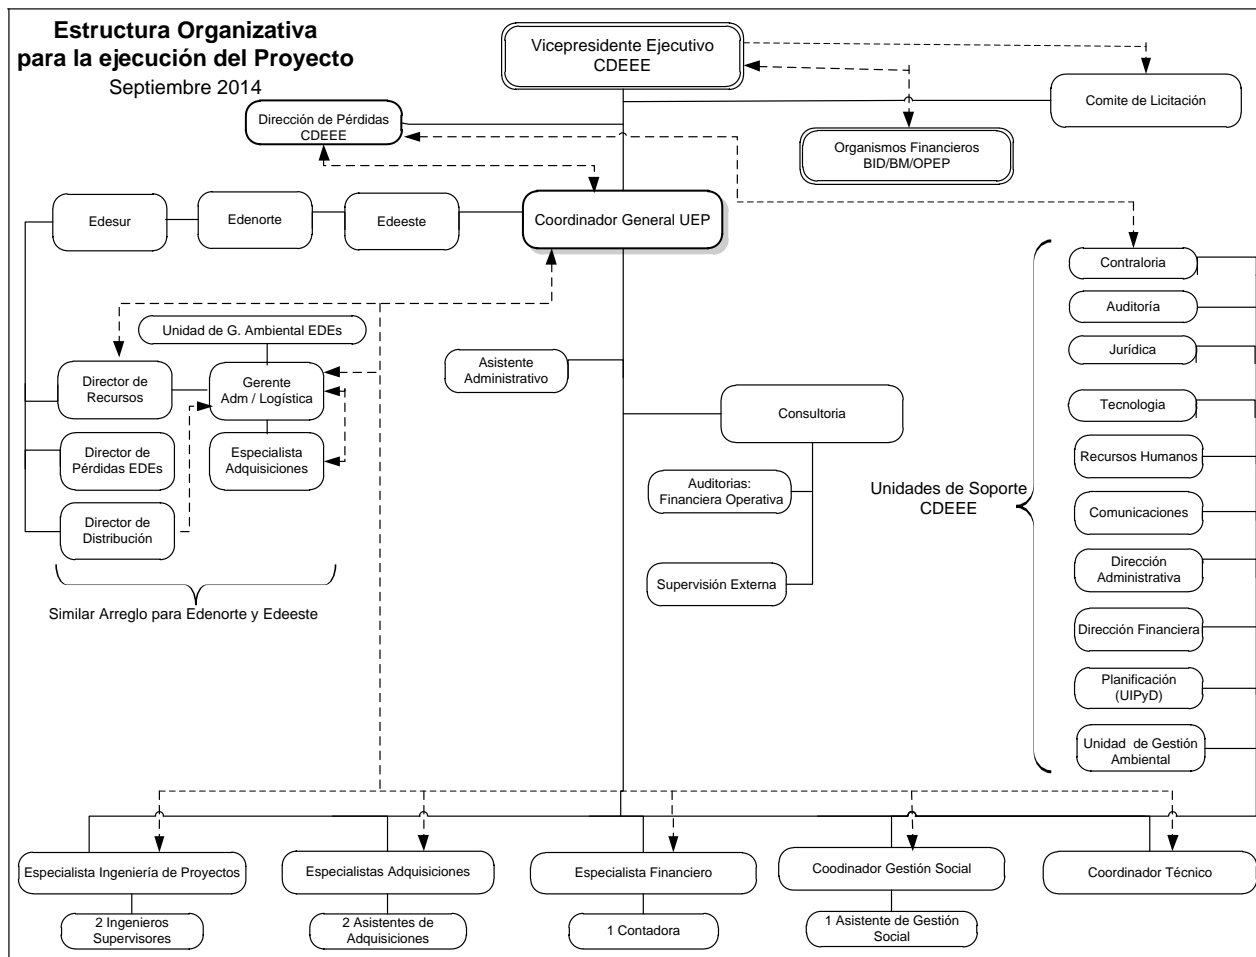 Estructura Organizativa
para la ejecución del Proyecto
Septiembre 2014
Vicepresidente Ejecutivo
CDEEE
Comite de Licitación
Dirección de Pérdidas
CDEEE
Organismos Financieros
BID/BM/OPEP
Edesur
Edenorte
Edeeste
Coordinador General UEP
Contraloria
Auditoría
Jurídica
Tecnologia
Recursos Humanos
Comunicaciones
Dirección
Administrativa
Dirección Financiera
Planificación
(UIPyD)
Unidad de Gestión
Ambiental
Unidades de Soporte
CDEEE
Unidad de G. Ambiental EDEs
Director de
Recursos
Gerente
Adm / Logística
Director de
Pérdidas EDEs
Especialista
Adquisiciones
Director de
Distribución
Similar Arreglo para Edenorte y Edeeste
Asistente
Administrativo
Consultoria
Auditorias:
Financiera Operativa
Supervisión Externa
Especialista Ingeniería de Proyectos
Especialistas Adquisiciones
Especialista Financiero
Coodinador Gestión Social
Coordinador Técnico
2 Ingenieros
Supervisores
2 Asistentes de
Adquisiciones
1 Contadora
1 Asistente de Gestión
Social